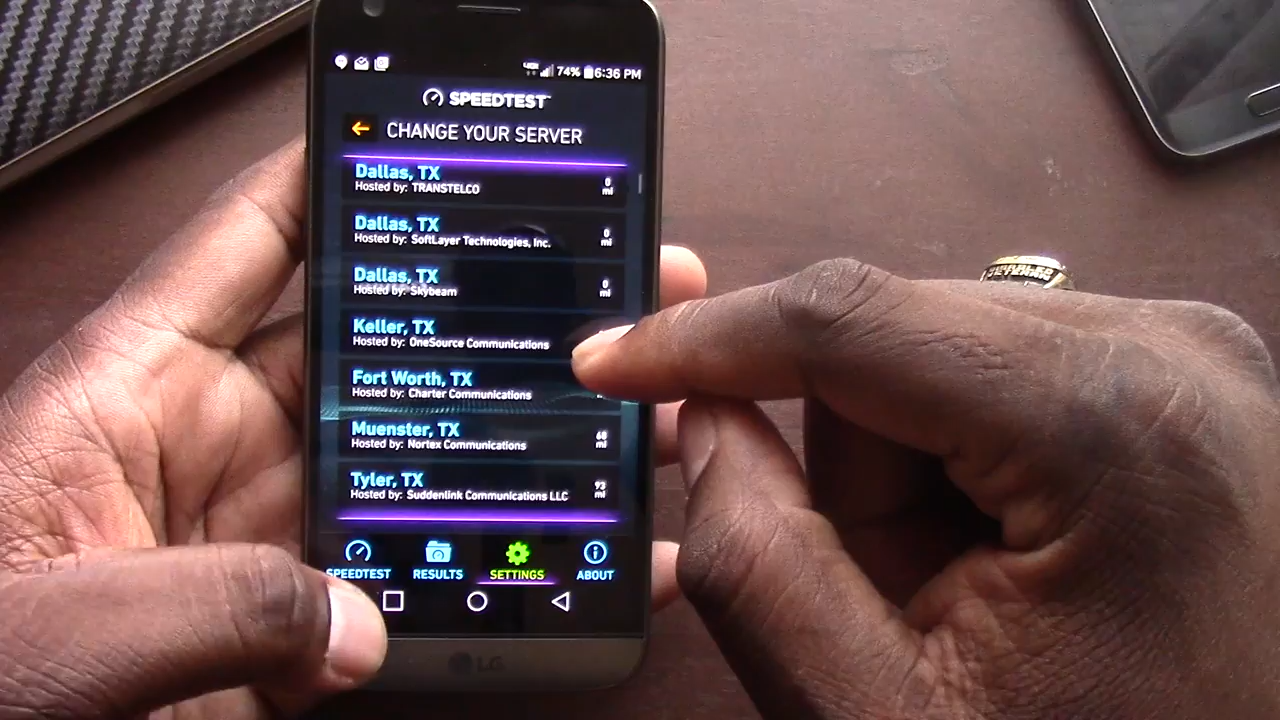 74% 6:36 PM
SPEEDTEST
CHANGE YOUR SERVER
Dallas, TX
Hosted by: TRANSTELCO
0 mi
Dallas, TX
Hosted by: SoftLayer Technologies, Inc.
0 mi
Dallas, TX
Hosted by: Skybeam
0 mi
Keller, TX
Hosted by: OneSource Communications
Fort Worth, TX
Hosted by: Charter Communications
Muenster, TX
Hosted by: Nortex Communications
68 mi
Tyler, TX
Hosted by: Suddenlink Communications LLC
93 mi
SPEEDTEST RESULTS SETTINGS ABOUT
LG